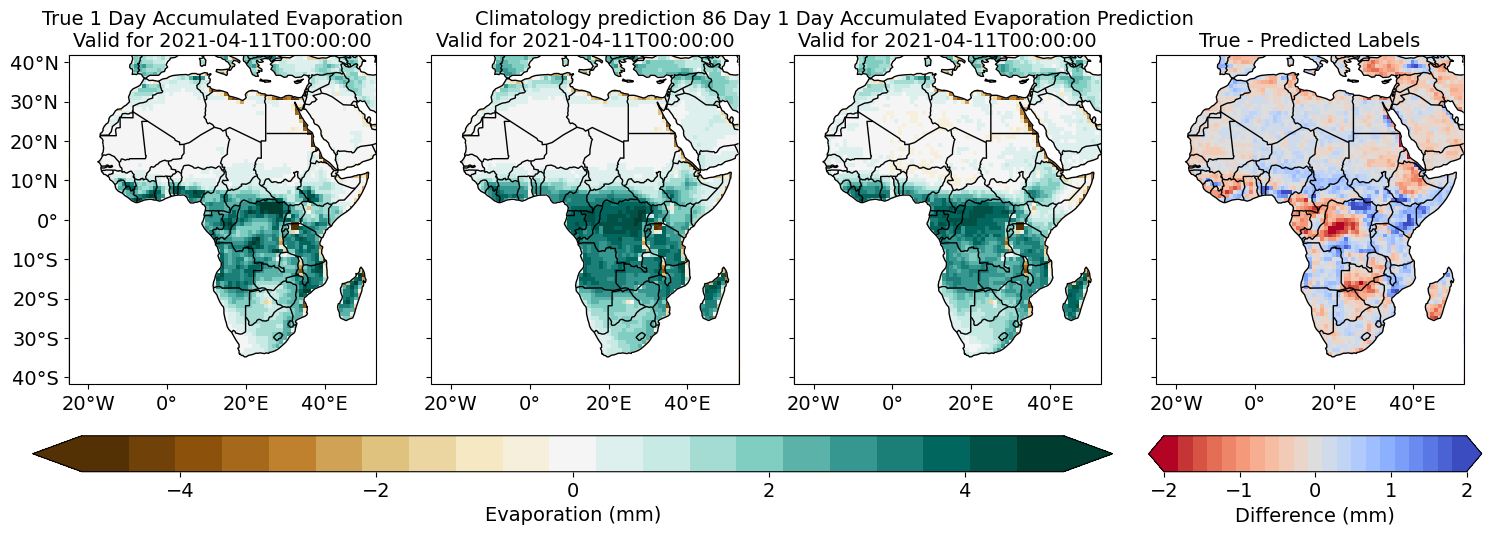 True 1 Day Accumulated Evaporation
Valid for 2021-04-11T00:00:00
Climatology prediction 86 Day 1 Day Accumulated Evaporation Prediction
Valid for 2021-04-11T00:00:00
Valid for 2021-04-11T00:00:00
True - Predicted Labels
40°N
30°N
20°N
10°N
0°
10°S
20°S
30°S
40°S
20°W 0° 20°E 40°E
20°W 0° 20°E 40°E
20°W 0° 20°E 40°E
20°W 0° 20°E 40°E
−4 −2 0 2 4
Evaporation (mm)
−2 −1 0 1 2
Difference (mm)